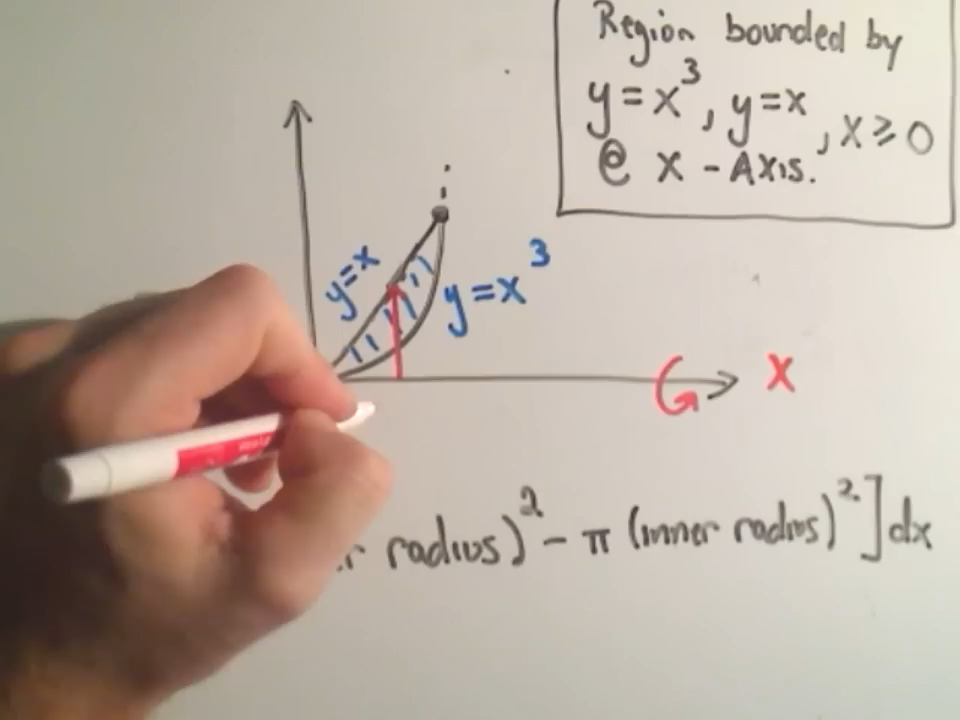 Region bounded by
y=x³, y=x, x≥0
@ x-Axis.
y=x
y=x³
x
r radius)² - π (inner radius)² ] dx